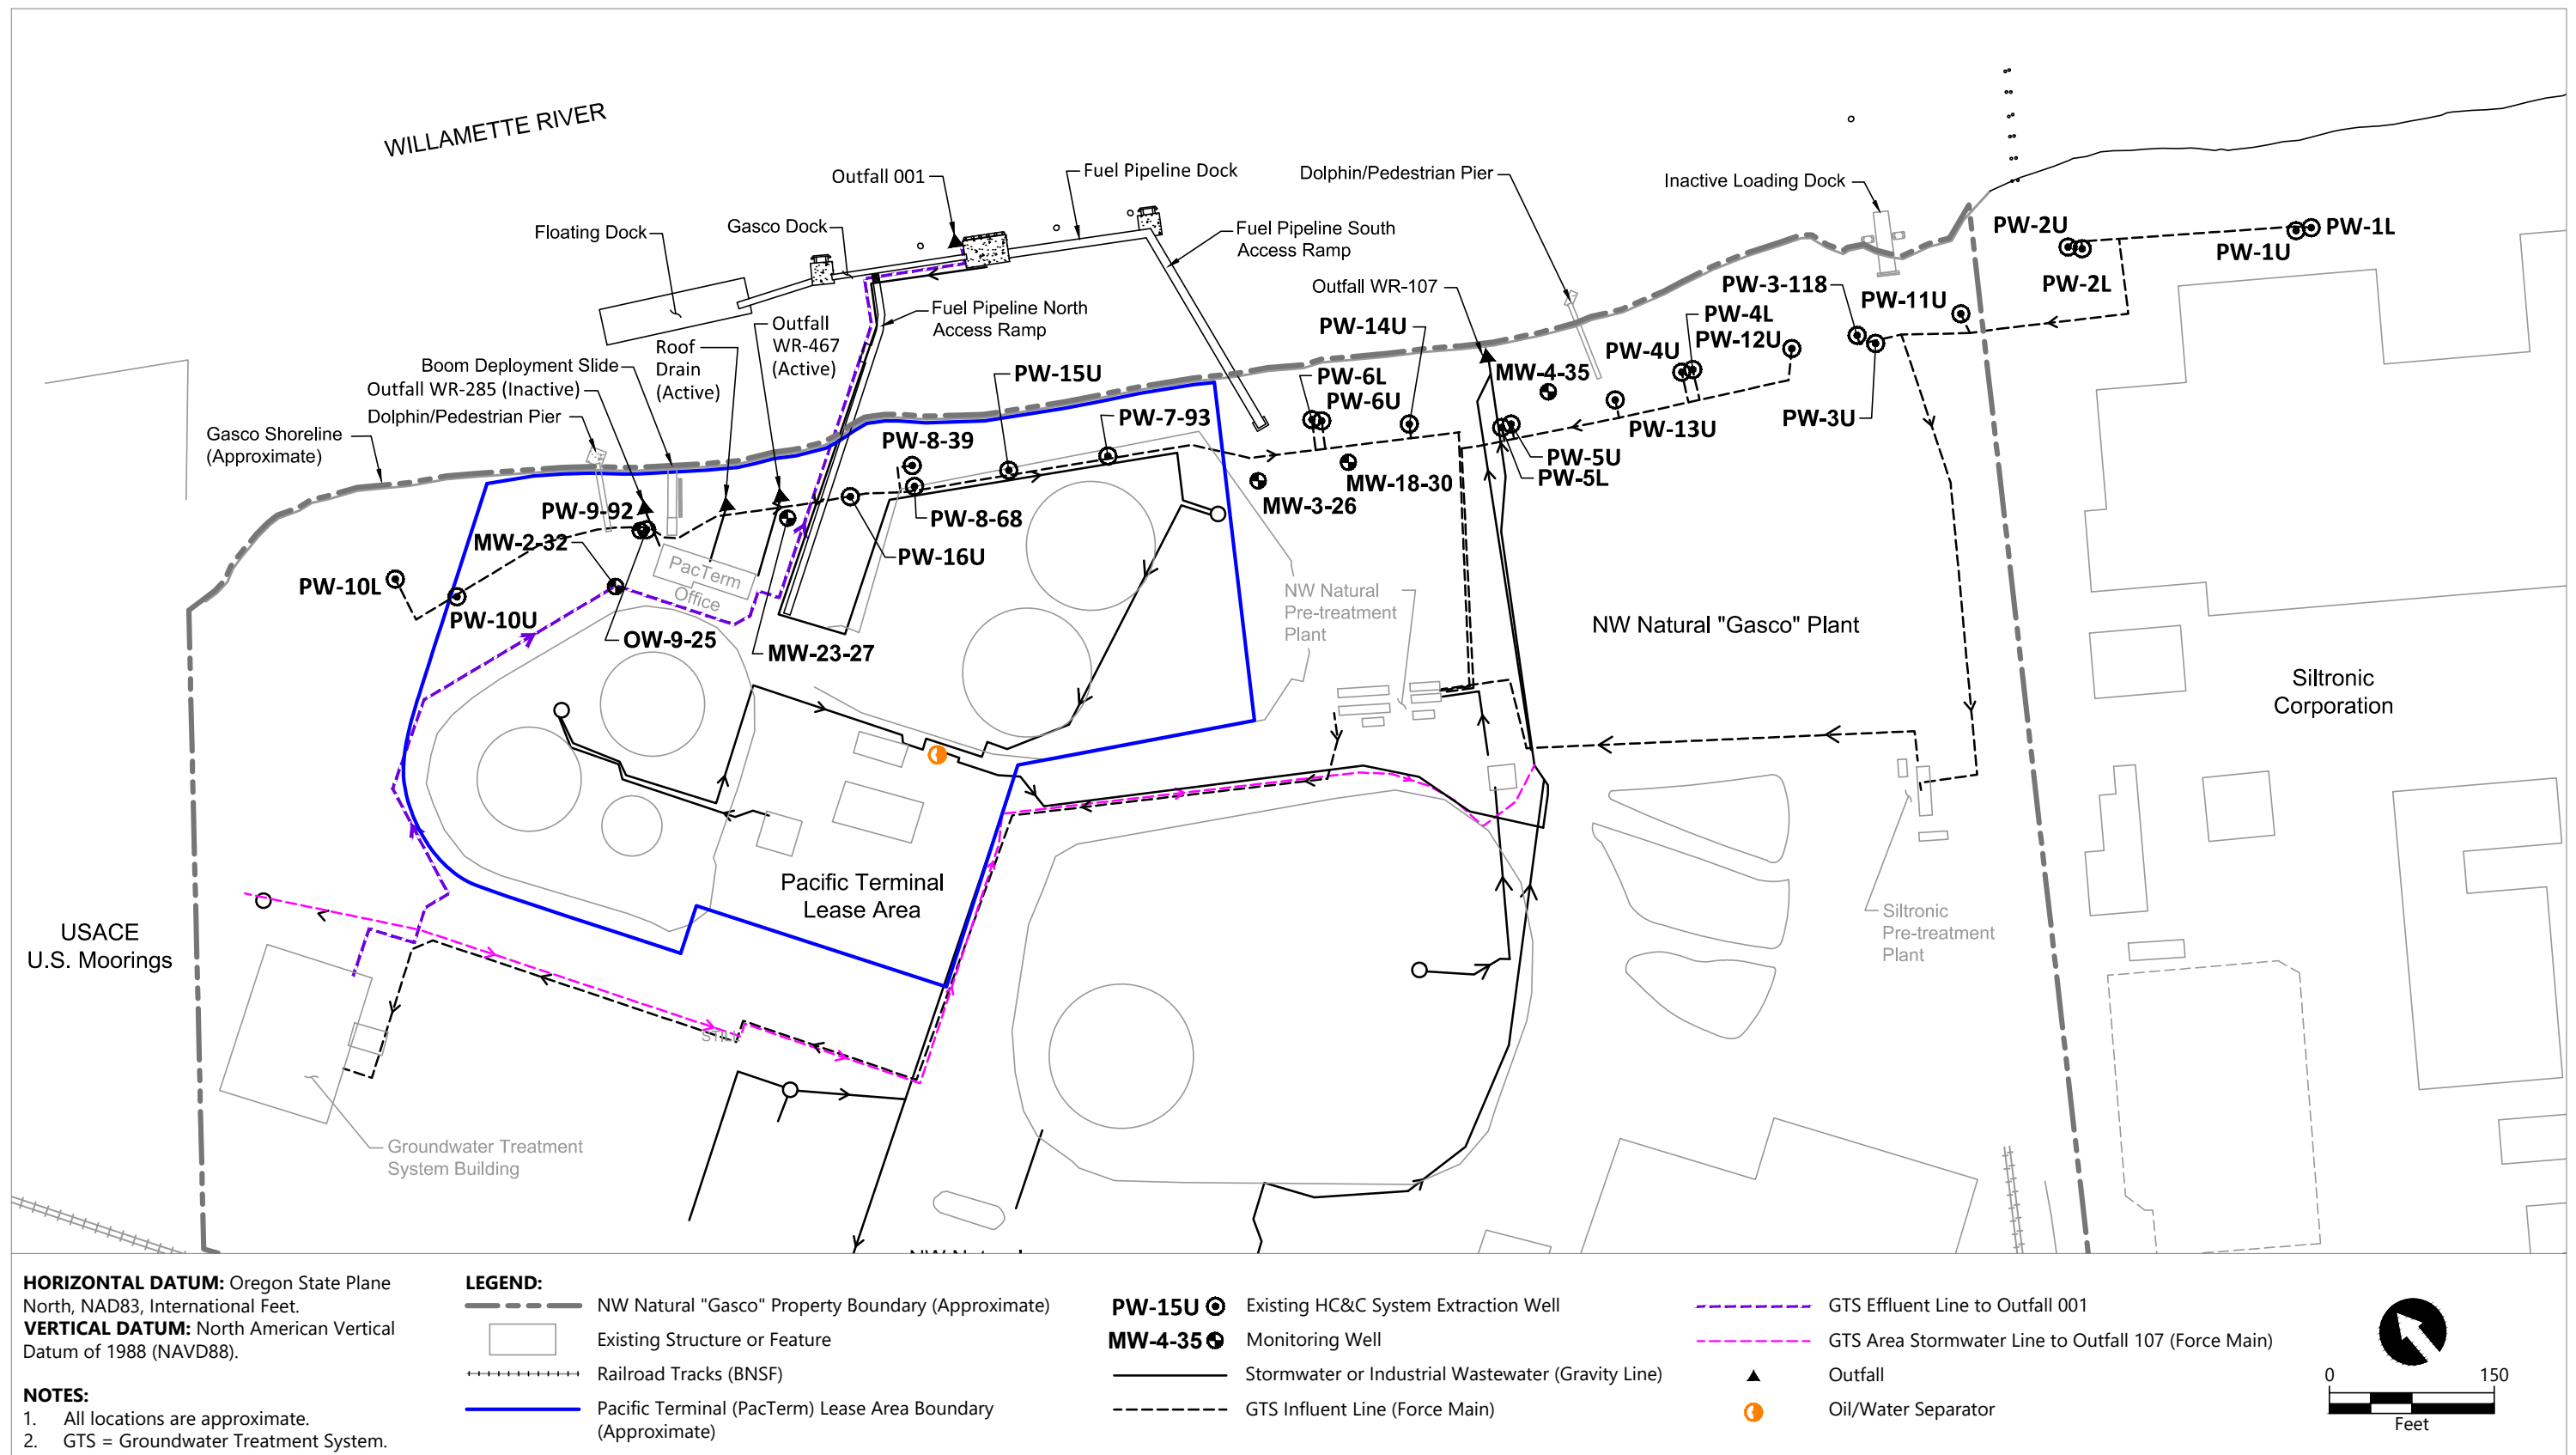 WILLAMETTE RIVER
Outfall 001
Fuel Pipeline Dock
Dolphin/Pedestrian Pier
Inactive Loading Dock
Floating Dock
Gasco Dock
Fuel Pipeline South
Access Ramp
PW-2U
PW-1L
PW-1U
PW-2L
Outfall WR-107
PW-3-118
PW-11U
Fuel Pipeline North
Access Ramp
Outfall
WR-467
(Active)
PW-14U
PW-4L
PW-12U
PW-4U
Roof
Drain
(Active)
Boom Deployment Slide
Outfall WR-285 (Inactive)
Dolphin/Pedestrian Pier
PW-15U
PW-6L
PW-6U
MW-4-35
PW-7-93
PW-3U
PW-13U
Gasco Shoreline
(Approximate)
PW-8-39
PW-5U
PW-5L
MW-18-30
MW-3-26
PW-9-92
PW-8-68
MW-2-32
PW-16U
PacTerm
Office
PW-10L
PW-10U
OW-9-25
MW-23-27
NW Natural
Pre-treatment
Plant
NW Natural "Gasco" Plant
Siltronic
Corporation
Pacific Terminal
Lease Area
Siltronic
Pre-treatment
Plant
USACE
U.S. Moorings
Groundwater Treatment
System Building
HORIZONTAL DATUM: Oregon State Plane
North, NAD83, International Feet.
VERTICAL DATUM: North American Vertical
Datum of 1988 (NAVD88).
NOTES:
1. All locations are approximate.
2. GTS = Groundwater Treatment System.
LEGEND:
NW Natural "Gasco" Property Boundary (Approximate)
Existing Structure or Feature
Railroad Tracks (BNSF)
Pacific Terminal (PacTerm) Lease Area Boundary
(Approximate)
PW-15U Existing HC&C System Extraction Well
MW-4-35 Monitoring Well
Stormwater or Industrial Wastewater (Gravity Line)
GTS Influent Line (Force Main)
GTS Effluent Line to Outfall 001
GTS Area Stormwater Line to Outfall 107 (Force Main)
Outfall
Oil/Water Separator
0 150
Feet